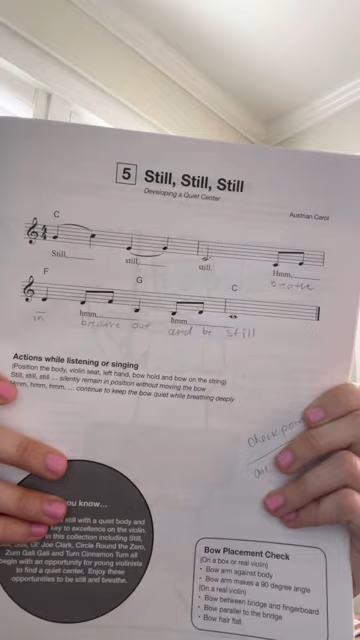 5 Still, Still, Still
Developing a Quiet Center
Austrian Carol
C
Still, still, still. Hmm,
breathe
F G C
hmm, hmm,
in breathe out and be still
Actions while listening or singing
(Position the body, violin seat, left hand, bow hold and bow on the string)
Still, still, still … silently remain in position without moving the bow
Hmm, hmm, hmm. … continue to keep the bow quiet while breathing deeply
check
you know...
still with a quiet body and
key to excellence on the violin
in this collection including Still,
Still, Ol' Joe Clark, Circle Round the Zero,
Zum Gali Gali and Turn Cinnamon Turn all
begin with an opportunity for young violinists
to find a quiet center. Enjoy these
opportunities to be still and breathe.
Bow Placement Check
(On a box or real violin)
• Bow arm against body
• Bow arm makes a 90 degree angle
(On a real violin)
• Bow between bridge and fingerboard
• Bow parallel to the bridge
• Bow hair flat